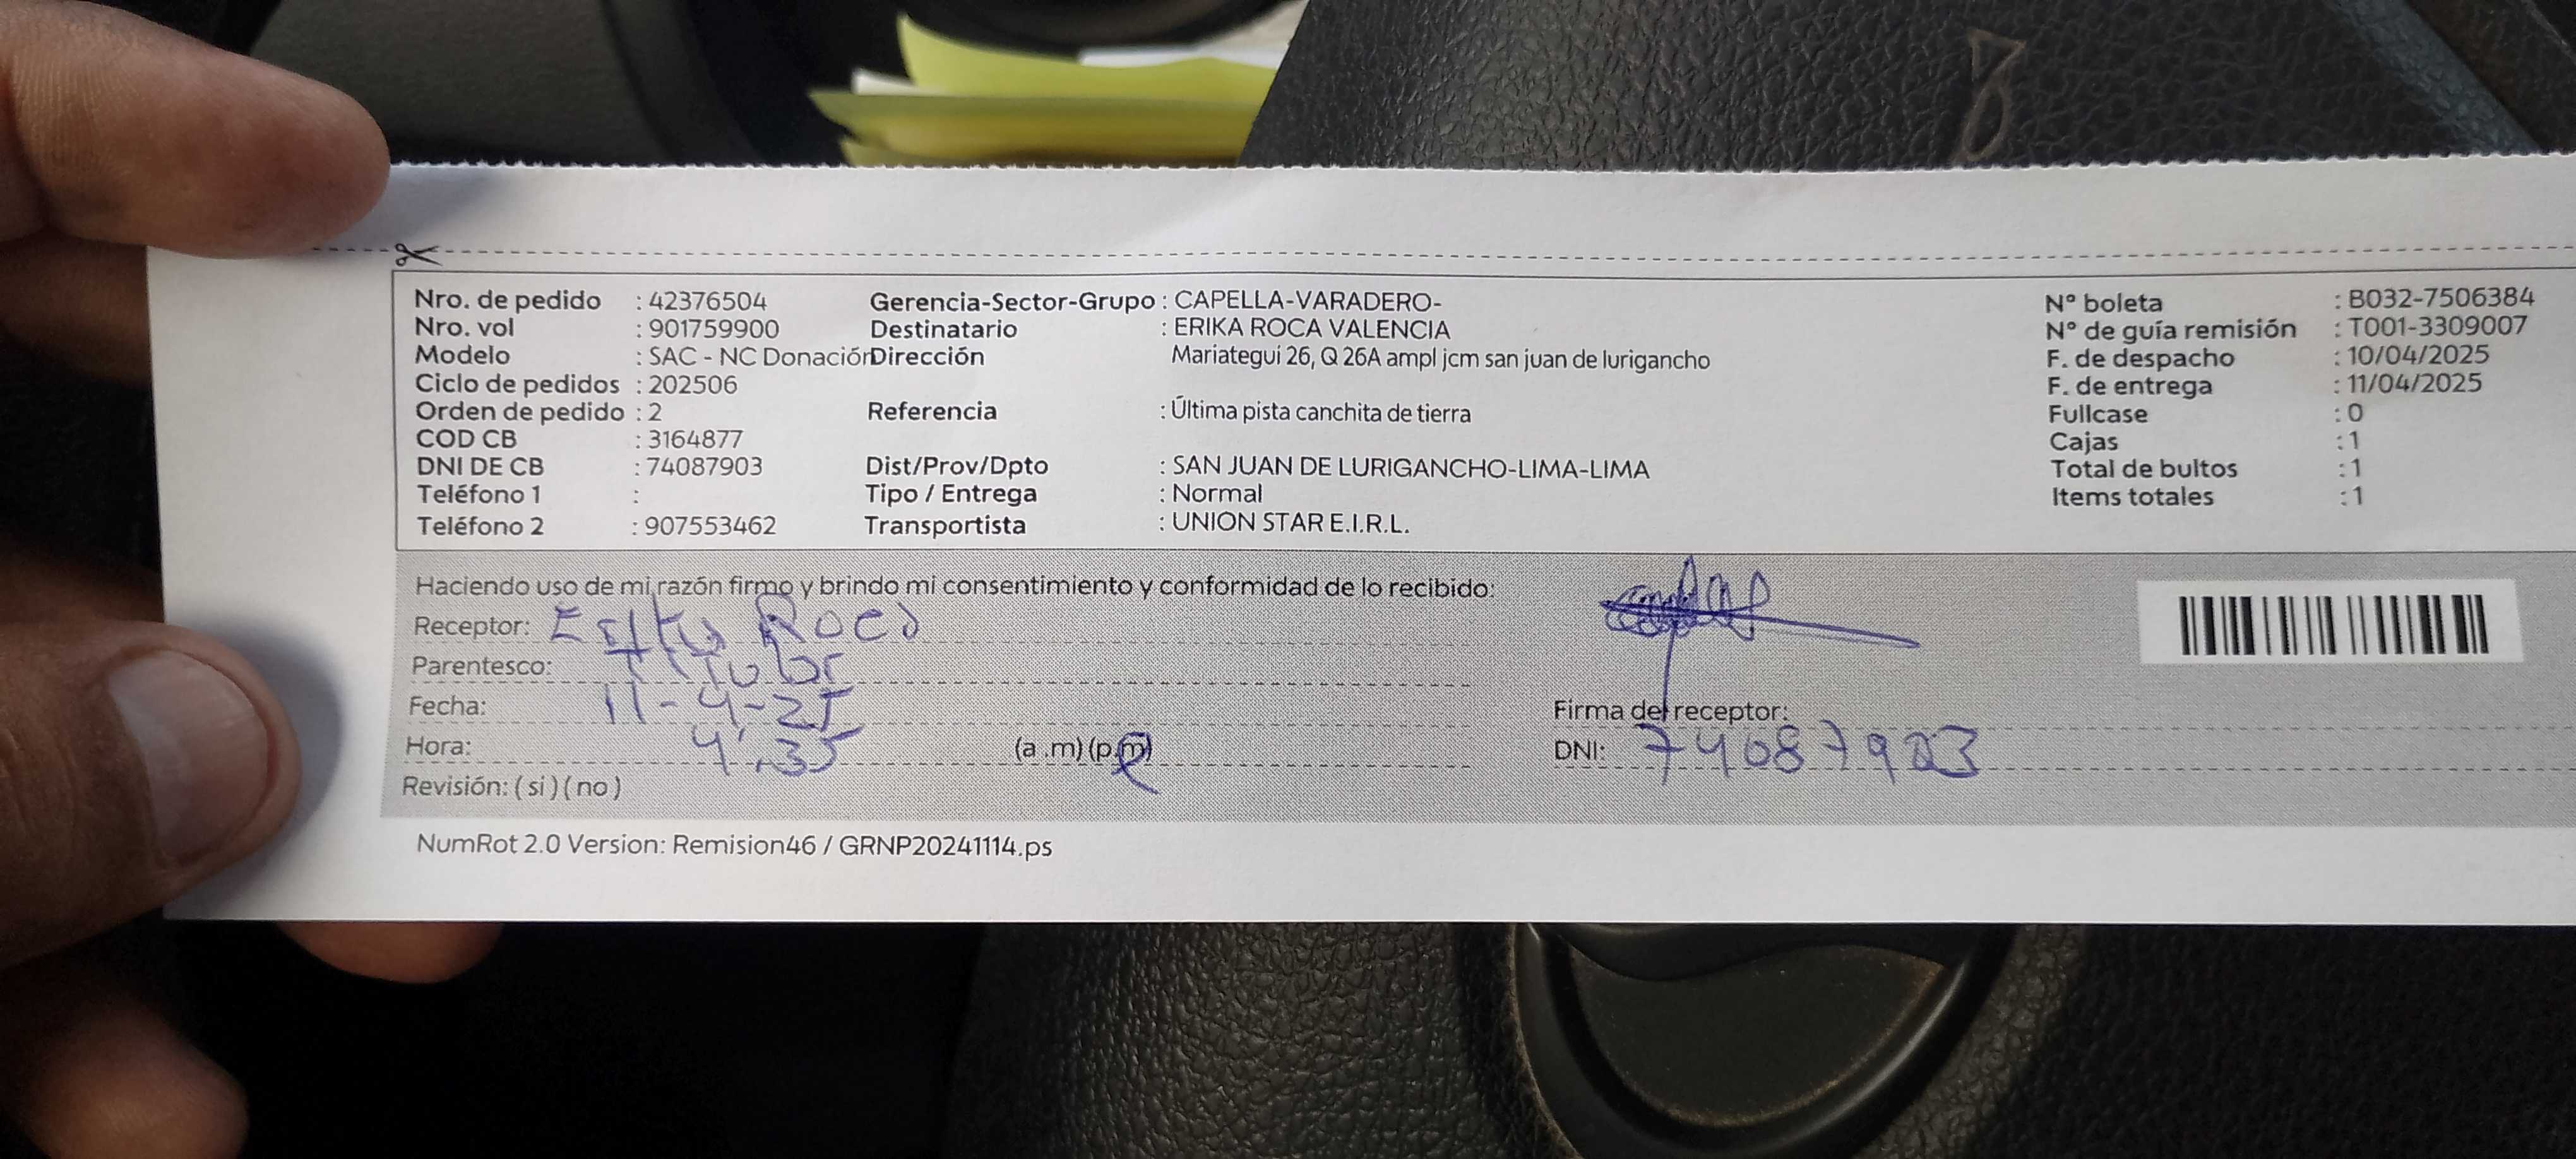 Nro. de pedido : 42376504 Gerencia-Sector-Grupo : CAPELLA-VARADERO- N° boleta : B032-7506384
Nro. vol : 901759900 Destinatario : ERIKA ROCA VALENCIA N° de guía remisión : T001-3309007
Modelo : SAC - NC Donación Dirección Mariategui 26, Q 26A ampl jcm san juan de lurigancho F. de despacho : 10/04/2025
Ciclo de pedidos : 202506 F. de entrega : 11/04/2025
Orden de pedido : 2 Referencia : Última pista canchita de tierra Fullcase : 0
COD CB : 3164877 Cajas : 1
DNI DE CB : 74087903 Dist/Prov/Dpto : SAN JUAN DE LURIGANCHO-LIMA-LIMA Total de bultos : 1
Teléfono 1 : Tipo / Entrega : Normal Items totales : 1
Teléfono 2 : 907553462 Transportista : UNION STAR E.I.R.L.
Haciendo uso de mi razón firmo y brindo mi consentimiento y conformidad de lo recibido:
Receptor: Roca
Parentesco: Titular
Fecha: 11-4-25 Firma del receptor:
Hora: 4:35 (a .m) (p.m) DNI: 74087903
Revisión: ( si ) ( no )
NumRot 2.0 Version: Remision46 / GRNP20241114.ps